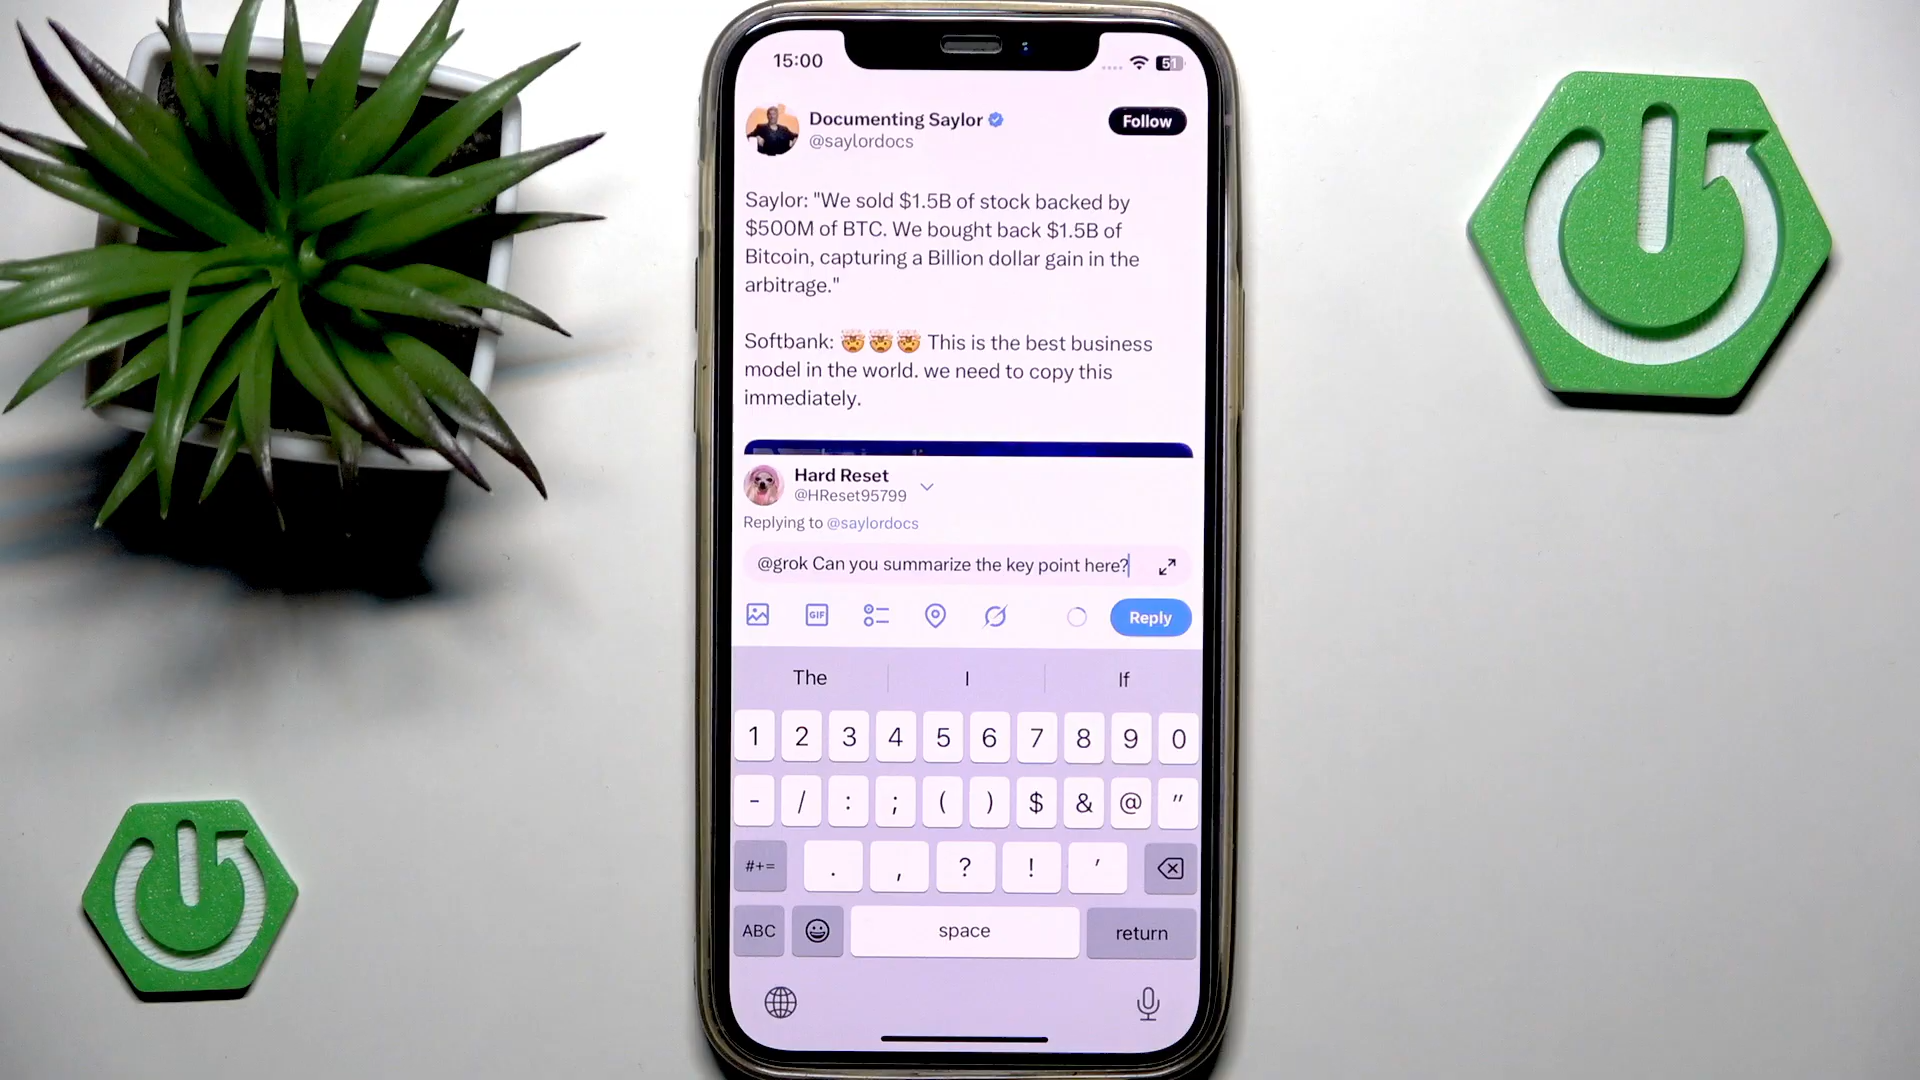 15:00
51
Documenting Saylor
@saylordocs
Follow
Saylor: "We sold $1.5B of stock backed by
$500M of BTC. We bought back $1.5B of
Bitcoin, capturing a Billion dollar gain in the
arbitrage."
Softbank: 🤯🤯🤯 This is the best business
model in the world. we need to copy this
immediately.
Hard Reset
@HReset95799
Replying to @saylordocs
@grok Can you summarize the key point here?
GIF
Reply
The I If
1 2 3 4 5 6 7 8 9 0
- / : ; ( ) $ & @ "
#+= . , ? ! '
ABC space return